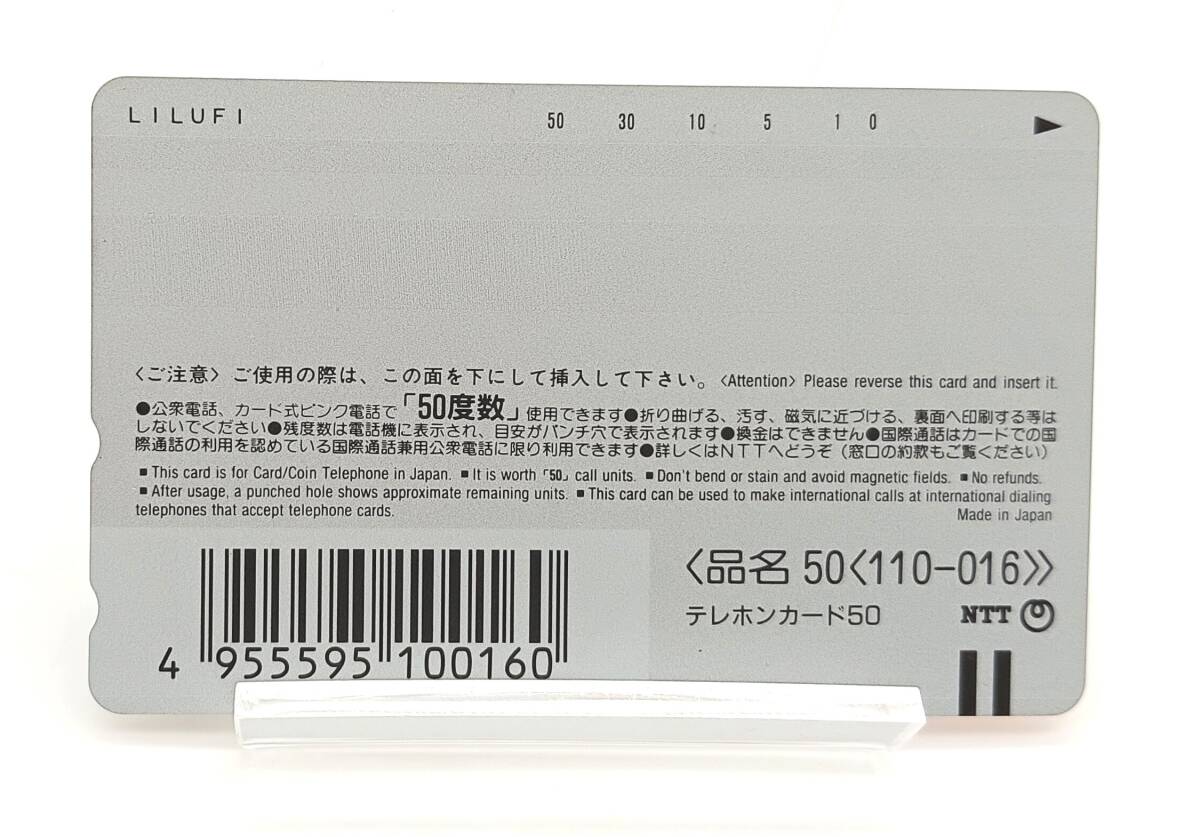 LILUFI 50 30 10 5 1 0
〈ご注意〉ご使用の際は、この面を下にして挿入して下さい。〈Attention〉Please reverse this card and insert it.
●公衆電話、カード式ピンク電話で「50度数」使用できます●折り曲げる、汚す、磁気に近づける、裏面へ印刷する等は
しないでください●残度数は電話機に表示され、目安がパンチ穴で表示されます●換金はできません●国際通話はカードでの国
際通話の利用を認めている国際通話兼用公衆電話に限り利用できます●詳しくはNTTへどうぞ（窓口の約款もご覧ください）
■This card is for Card/Coin Telephone in Japan. ■It is worth「50」call units. ■Don't bend or stain and avoid magnetic fields. ■No refunds.
■After usage, a punched hole shows approximate remaining units. ■This card can be used to make international calls at international dialing
telephones that accept telephone cards.
Made in Japan
〈品名 50〈110-016〉〉
テレホンカード50 NTT
4 955595 100160